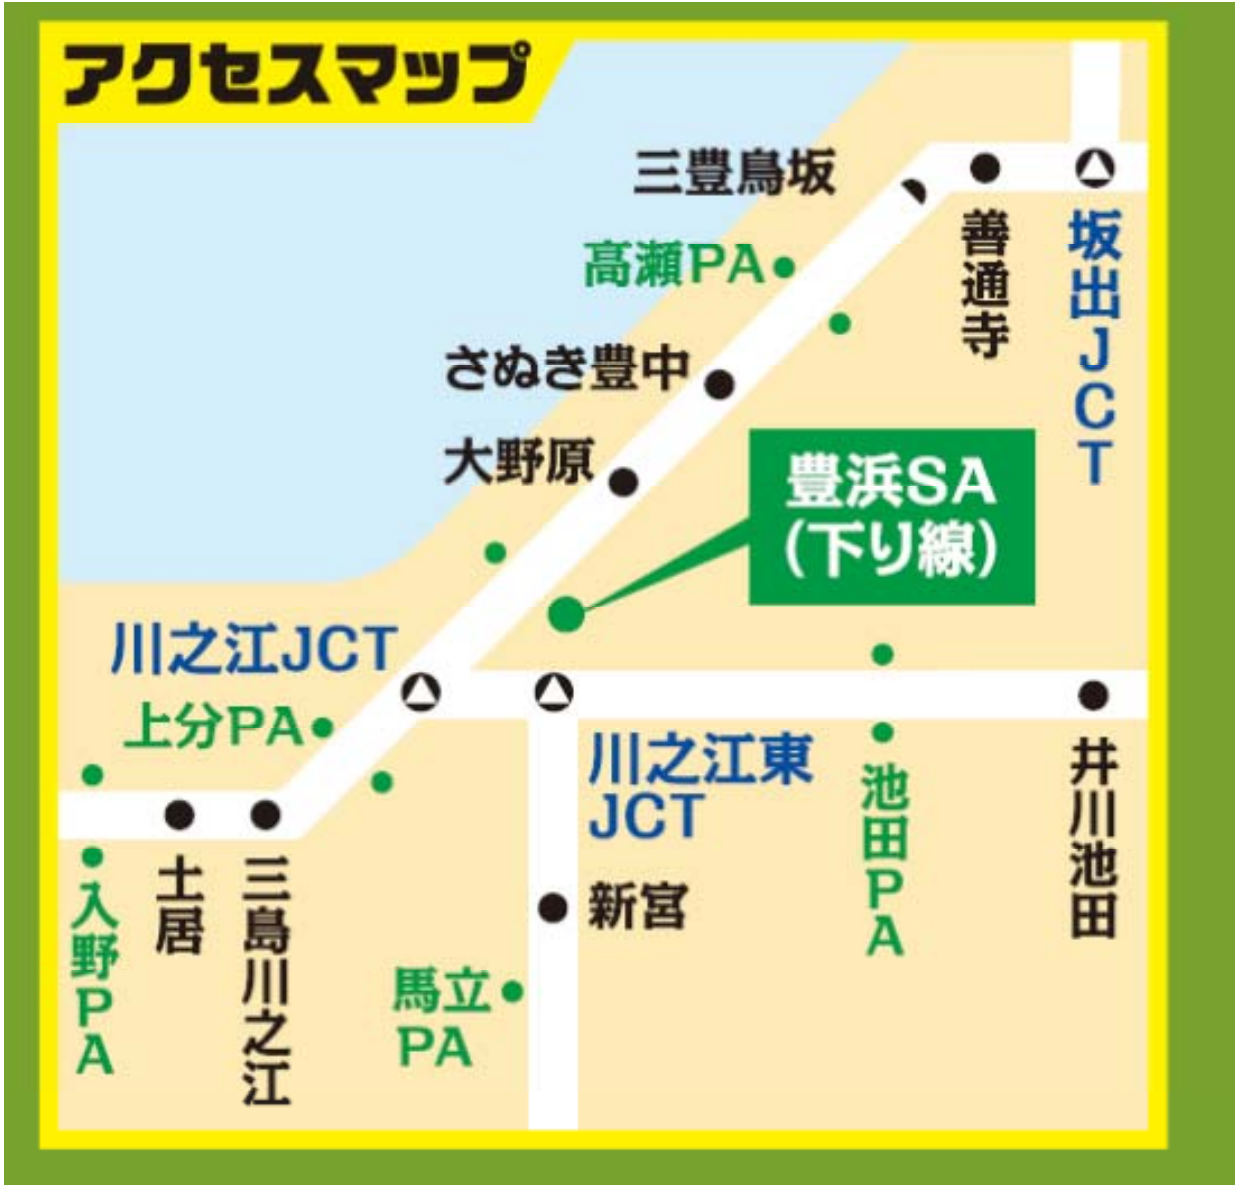 アクセスマップ
三豊鳥坂
善通寺
坂出JCT
高瀬PA
さぬき豊中
大野原
豊浜SA
(下り線)
川之江JCT
上分PA
川之江東
JCT
池田PA
井川池田
入野PA
土居
三島川之江
新宮
馬立
PA